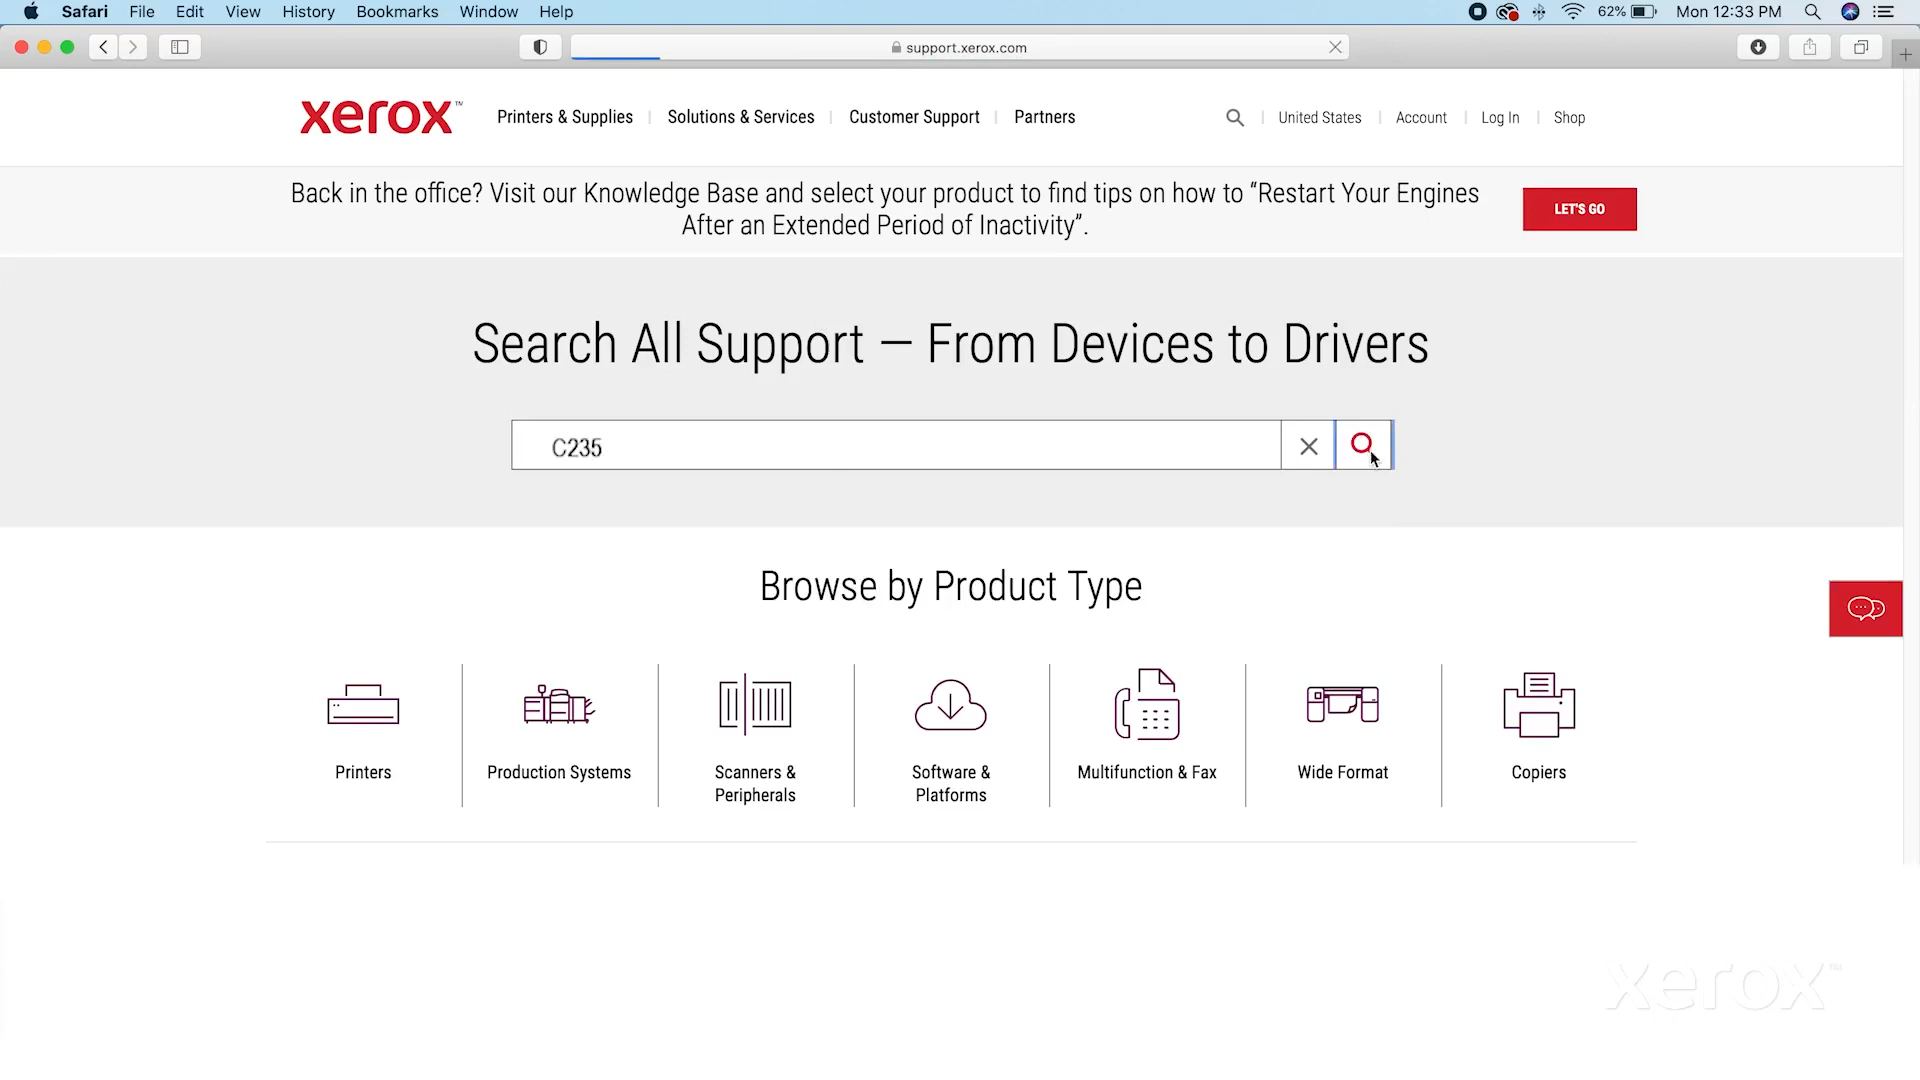 Safari File Edit View History Bookmarks Window Help 62% Mon 12:33 PM
support.xerox.com
xerox™ Printers & Supplies Solutions & Services Customer Support Partners United States Account Log In Shop
Back in the office? Visit our Knowledge Base and select your product to find tips on how to “Restart Your Engines
After an Extended Period of Inactivity”.
LET'S GO
Search All Support — From Devices to Drivers
C235
Browse by Product Type
Printers
Production Systems
Scanners &
Peripherals
Software &
Platforms
Multifunction & Fax
Wide Format
Copiers
xerox™